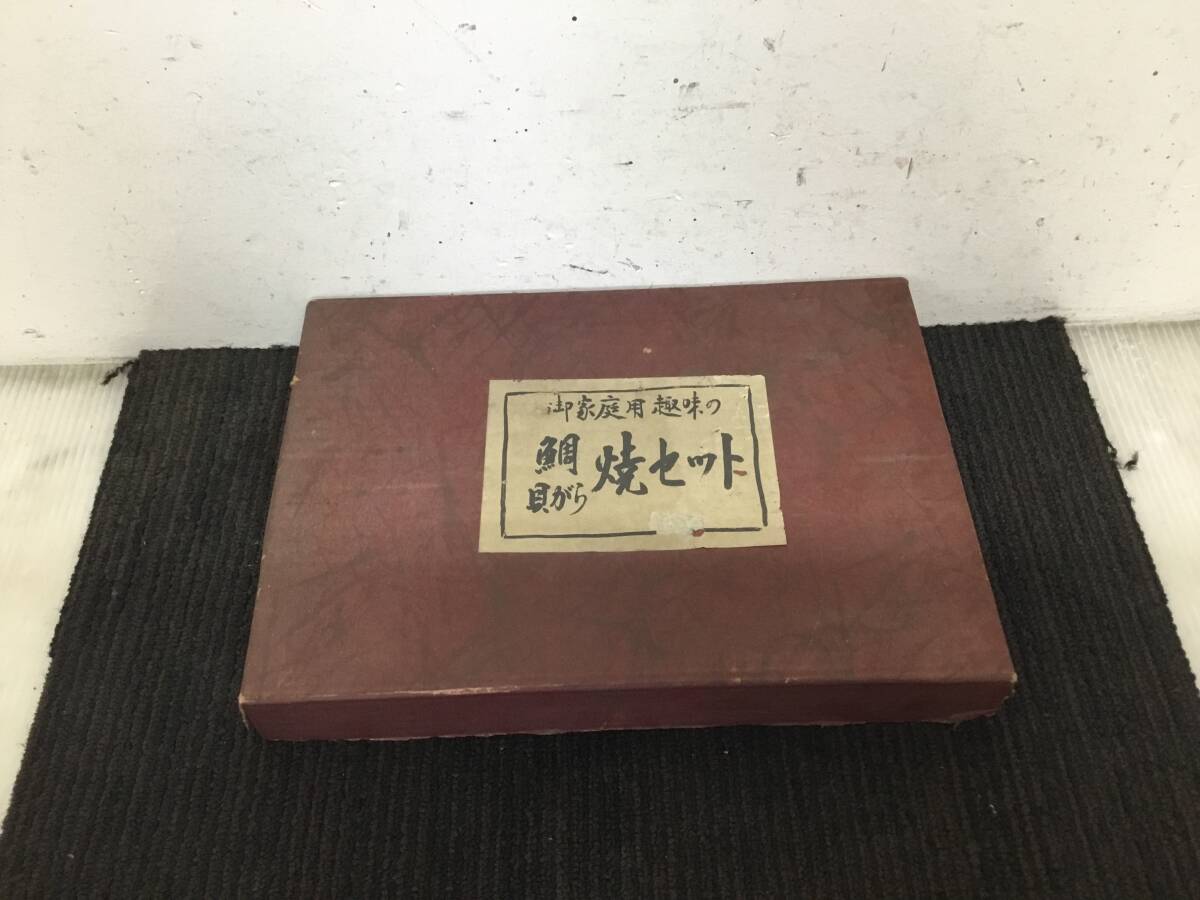 御家庭用趣味の
鯛
貝がら
焼セット